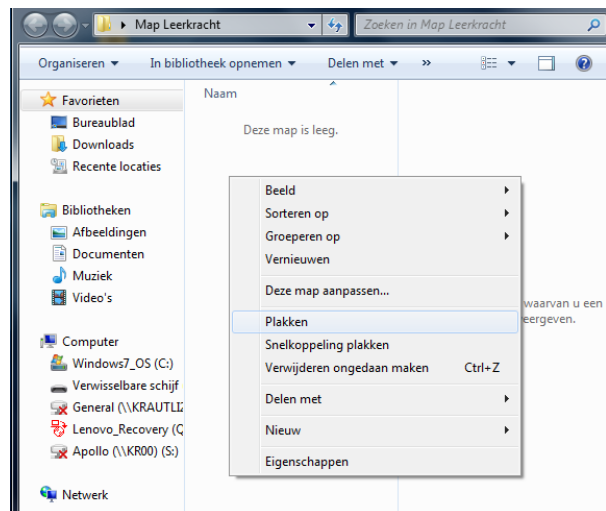 Map Leerkracht
Zoeken in Map Leerkracht
Organiseren
In bibliotheek opnemen
Delen met
»
Naam
Deze map is leeg.
Favorieten
Bureaublad
Downloads
Recente locaties
Bibliotheken
Afbeeldingen
Documenten
Muziek
Video's
Computer
Windows7_OS (C:)
Verwisselbare schijf
General (\\KRAUTLIZ
Lenovo_Recovery (Q
Apollo (\\KR00) (S:)
Netwerk
Beeld
Sorteren op
Groeperen op
Vernieuwen
Deze map aanpassen...
Plakken
Snelkoppeling plakken
Verwijderen ongedaan maken Ctrl+Z
Delen met
Nieuw
Eigenschappen
waarvan u een
eergeven.